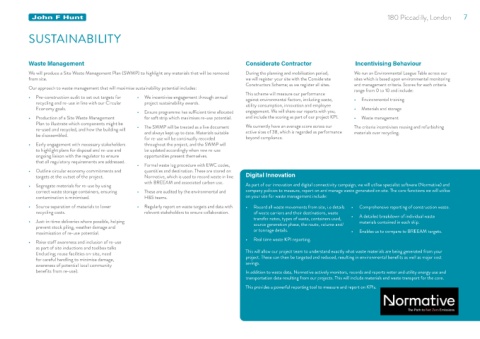 John F Hunt
180 Piccadilly, London 7
SUSTAINABILITY
Waste Management
We will produce a Site Waste Management Plan (SWMP) to highlight any materials that will be removed
from site.
Our approach to waste management that will maximise sustainability potential includes:
• Pre-construction audit to set out targets for
recycling and re-use in line with our Circular
Economy goals.
• Production of a Site Waste Management
Plan to illustrate which components might be
re-used and recycled, and how the building will
be disassembled.
• Early engagement with necessary stakeholders
to highlight plans for disposal and re-use and
ongoing liaison with the regulator to ensure
that all regulatory requirements are addressed
• Outline circular economy commitments and
targets at the outset of the project.
• Segregate materials for re-use by using
correct waste storage containers, ensuring
contamination is minimised
• Source separation of materials to lower
recycling waste.
• Just-in-time deliveries where possible, helping
prevent stock piling, weather damage and
maximisation of re-use potential
• Raise staff awareness and inclusion of re-use
as part of site inductions and toolbox talks
(including reuse facilities on-site, need
for careful handling to minimise damage,
awareness of potential local community
benefits from re-use).
• We incentivise engagement through annual
project sustainability awards.
• Ensure programme has sufficient time allocated
for soft strip which maximises re-use potential.
• The SWMP will be treated as a live document
and always kept up to date. Materials suitable
for re-use will be continually recorded
throughout the project, and the SWMP will
be updated accordingly when new re-use
opportunities present themselves.
• Formal waste log procedure with EWC codes,
quantities and destination. These are stored on
Normative, which is used to record waste in line
with BREEAM and associated carbon use.
• These are audited by the environmental and
H&S teams.
• Regularly report on waste targets and data with
relevant stakeholders to ensure collaboration.
Considerate Contractor
During the planning and mobilisation period,
we will register your site with the Considerate
Constructors Scheme, as we register all sites.
This scheme will measure our performance
against environmental factors, including waste,
utility consumption, innovation and employee
engagement. We will share our reports with you,
and include the scoring as part of our project KPI.
We currently have an average score across our
active sites of 38, which is regarded as performance
beyond compliance
Incentivising Behaviour
We run an Environmental League Table across our
sites which is based upon environmental monitoring
and management criteria. Scores for each criteria
range from 0 to 10 and include:
• Environmental training
• Materials and storage
• Waste management
The criteria incentivises reusing and refurbishing
materials over recycling.
Digital Innovation
As part of our innovation and digital connectivity campaign, we will utilise specialist software (Normative) and
company policies to measure, report on and manage waste generated on-site. The core functions we will utilise
on your site for waste management include:
• Record of waste movements from site, i.e details
of waste carriers and their destinations, waste
transfer notes, types of waste, containers used,
source generation phase, the route, volume and/
or tonnage details.
• Real time waste KPI reporting.
• Comprehensive reporting of construction waste.
• A detailed breakdown of individual waste
materials contained in each skip.
• Enables us to compare to BREEAM targets.
This will allow our project team to understand exactly what waste materials are being generated from your
project. These can then be targeted and reduced, resulting in environmental benefits as well as major cost
savings.
In addition to waste data, Normative actively monitors, records and reports water and utility energy use and
transportation data resulting from our projects. This will include materials and waste transport for the core.
This provides a powerful recording tool to measure and report on KPIs.
Normative
The Path to Net Zero Emissions